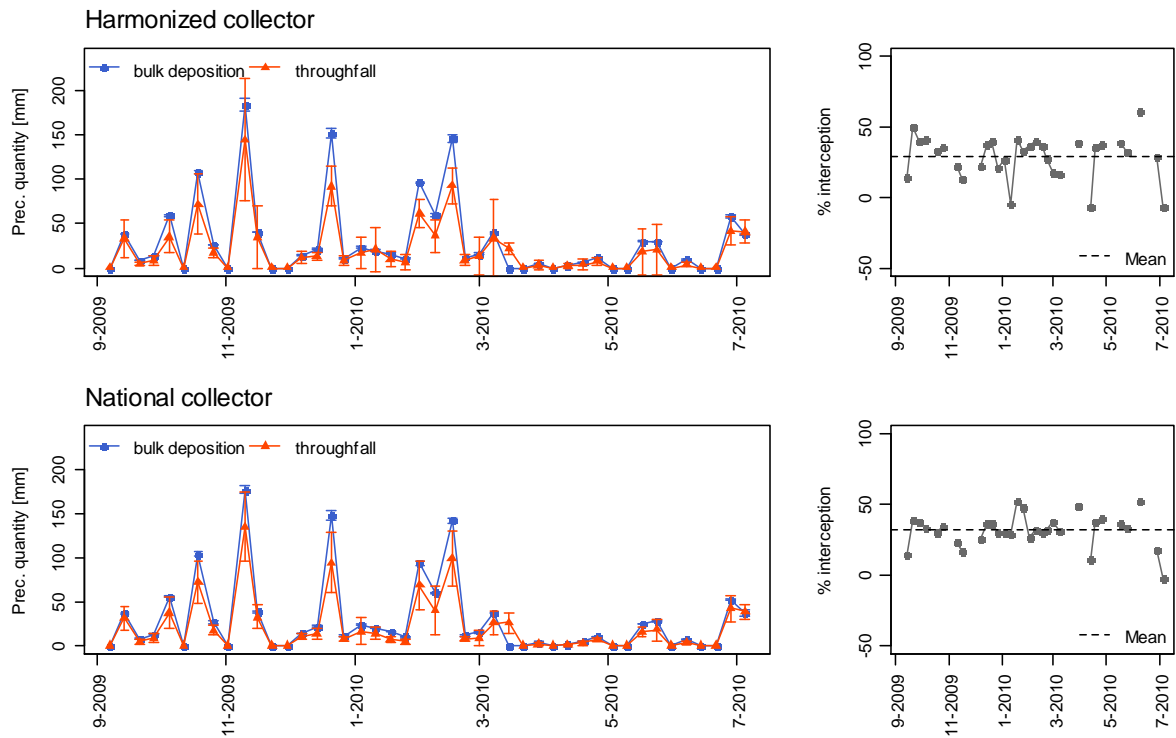 Harmonized collector
bulk deposition throughfall
Prec. quantity [mm]
200
150
100
50
0
9-2009 11-2009 1-2010 3-2010 5-2010 7-2010
% interception
100
50
0
-50
Mean
9-2009 11-2009 1-2010 3-2010 5-2010 7-2010
National collector
bulk deposition throughfall
Prec. quantity [mm]
200
150
100
50
0
9-2009 11-2009 1-2010 3-2010 5-2010 7-2010
% interception
100
50
0
-50
Mean
9-2009 11-2009 1-2010 3-2010 5-2010 7-2010